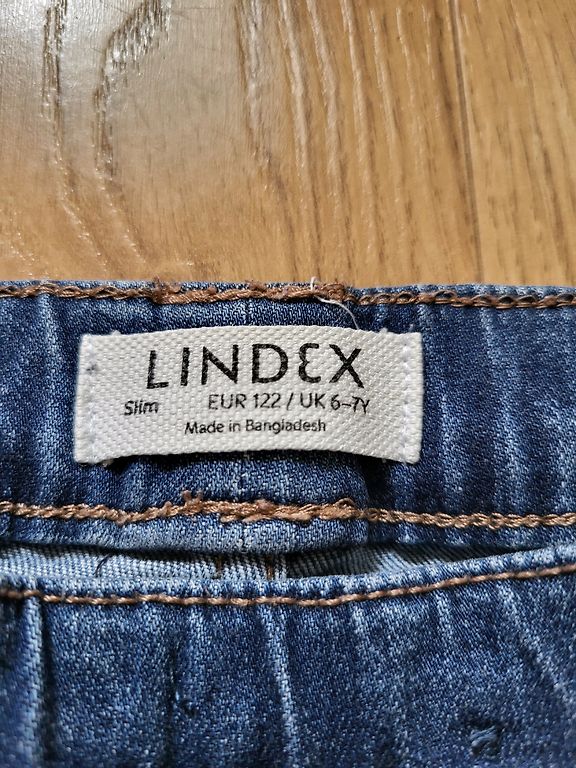 LINDEX
Slim EUR 122 / UK 6-7Y
Made in Bangladesh